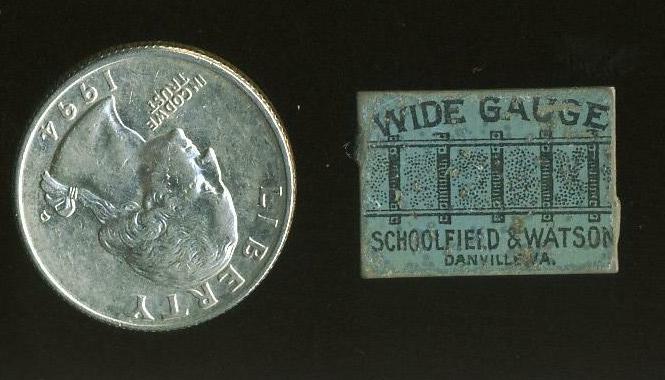 LIBERTY
IN GOD WE
TRUST
1994
D
WIDE GAUGE
SCHOOLFIELD & WATSON
DANVILLE, VA.